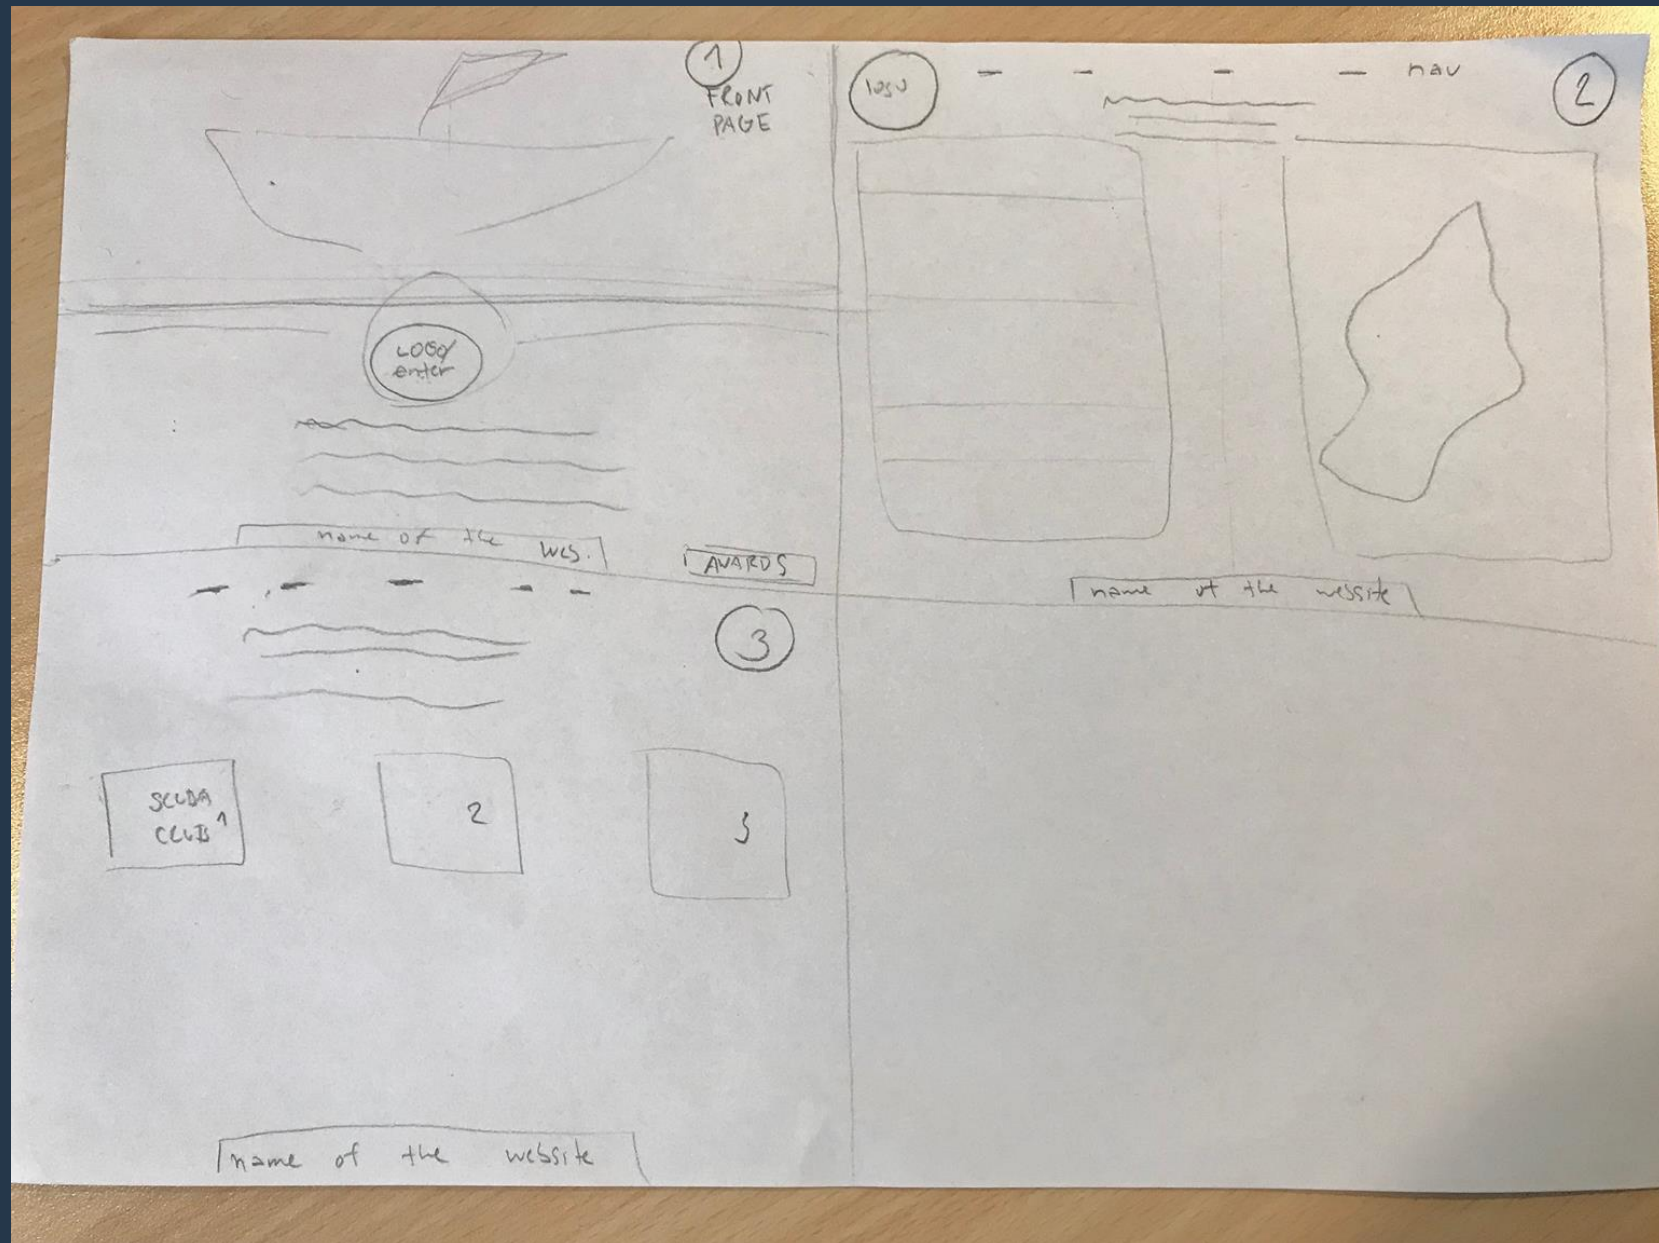 1
FRONT
PAGE
LOGO/
enter
name of the web.
AWARDS
logo
nav
2
name of the website
3
SCUBA
CLUB 1
2
3
name of the website